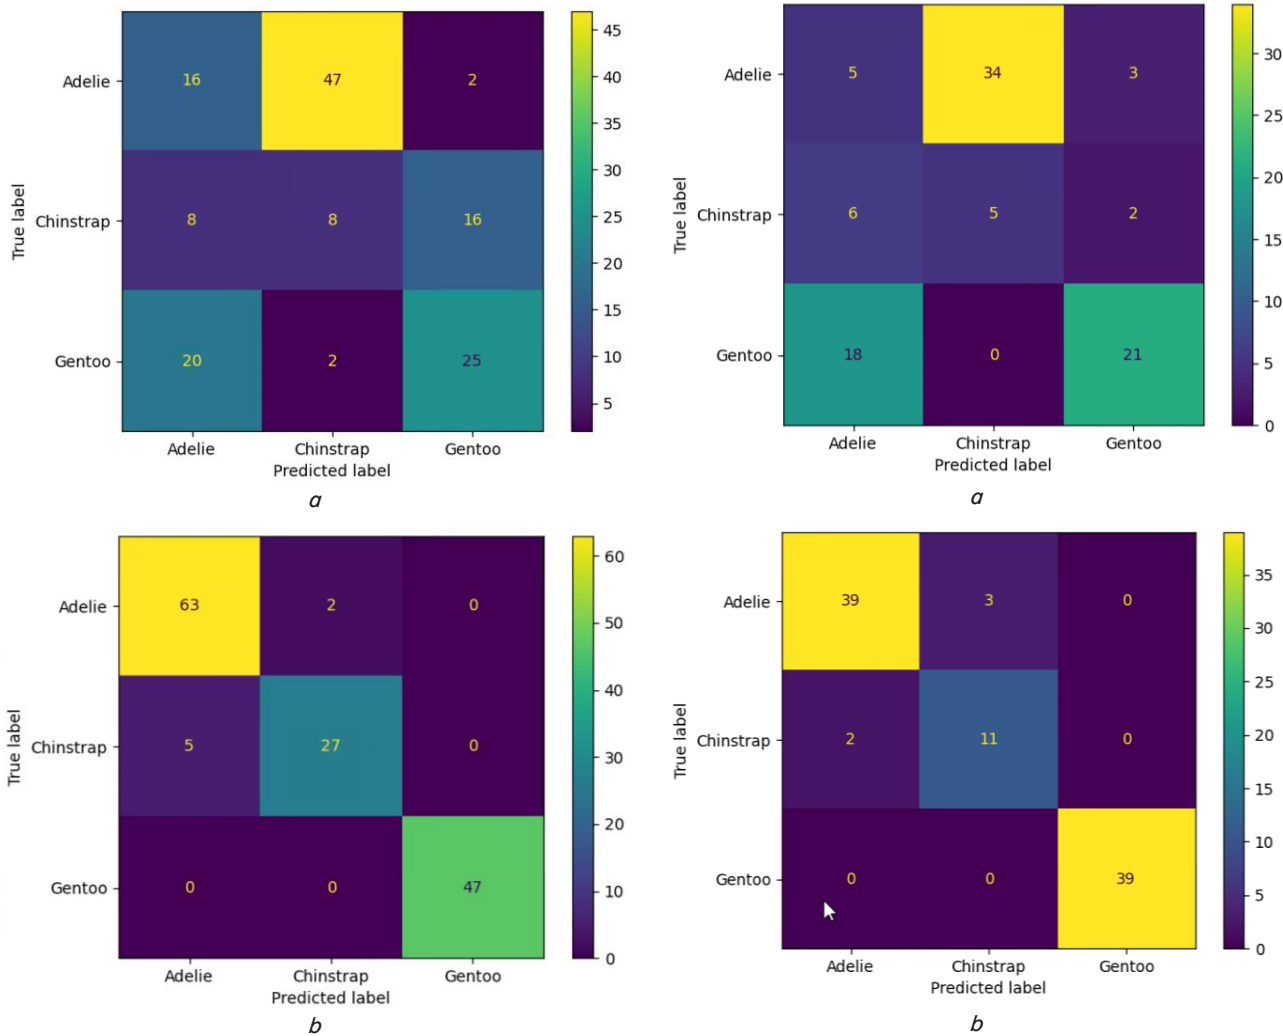 Adelie
16 47 2
Chinstrap
8 8 16
Gentoo
20 2 25
Adelie Chinstrap Gentoo
Predicted label
True label
45
40
35
30
25
20
15
10
5
a
Adelie
5 34 3
Chinstrap
6 5 2
Gentoo
18 0 21
Adelie Chinstrap Gentoo
Predicted label
True label
30
25
20
15
10
5
0
a
Adelie
63 2 0
Chinstrap
5 27 0
Gentoo
0 0 47
Adelie Chinstrap Gentoo
Predicted label
True label
60
50
40
30
20
10
0
b
Adelie
39 3 0
Chinstrap
2 11 0
Gentoo
0 0 39
Adelie Chinstrap Gentoo
Predicted label
True label
35
30
25
20
15
10
5
0
b